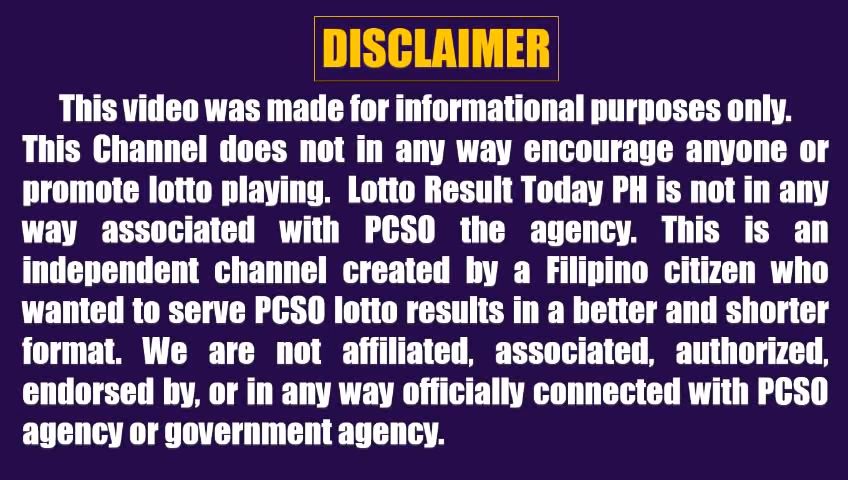 DISCLAIMER
This video was made for informational purposes only.
This Channel does not in any way encourage anyone or
promote lotto playing. Lotto Result Today PH is not in any
way associated with PCSO the agency. This is an
independent channel created by a Filipino citizen who
wanted to serve PCSO lotto results in a better and shorter
format. We are not affiliated, associated, authorized,
endorsed by, or in any way officially connected with PCSO
agency or government agency.